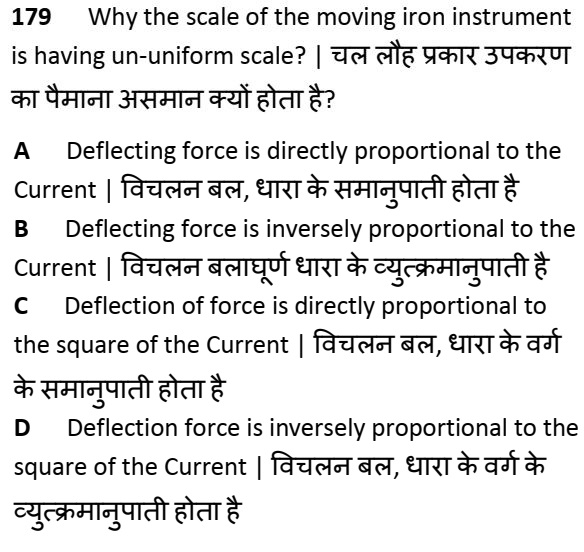 179 Why the scale of the moving iron instrument
is having un-uniform scale? | चल लौह प्रकार उपकरण
का पैमाना असमान क्यों होता है?
A Deflecting force is directly proportional to the
Current | विचलन बल, धारा के समानुपाती होता है
B Deflecting force is inversely proportional to the
Current | विचलन बलाघूर्ण धारा के व्युत्क्रमानुपाती है
C Deflection of force is directly proportional to
the square of the Current | विचलन बल, धारा के वर्ग
के समानुपाती होता है
D Deflection force is inversely proportional to the
square of the Current | विचलन बल, धारा के वर्ग के
व्युत्क्रमानुपाती होता है